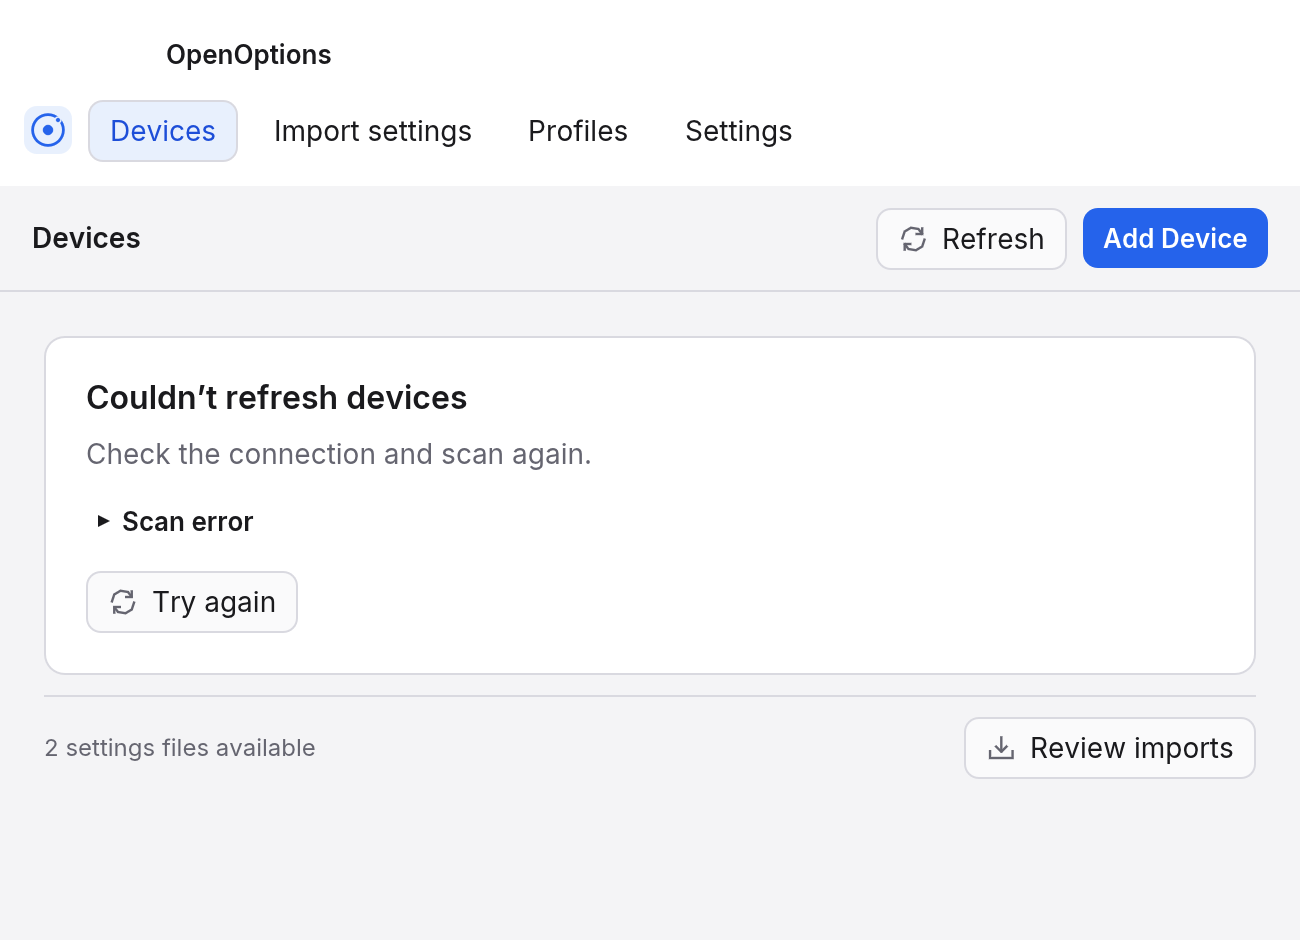 OpenOptions
Devices Import settings Profiles Settings
Devices Refresh Add Device
Couldn’t refresh devices
Check the connection and scan again.
Scan error
Try again
2 settings files available Review imports